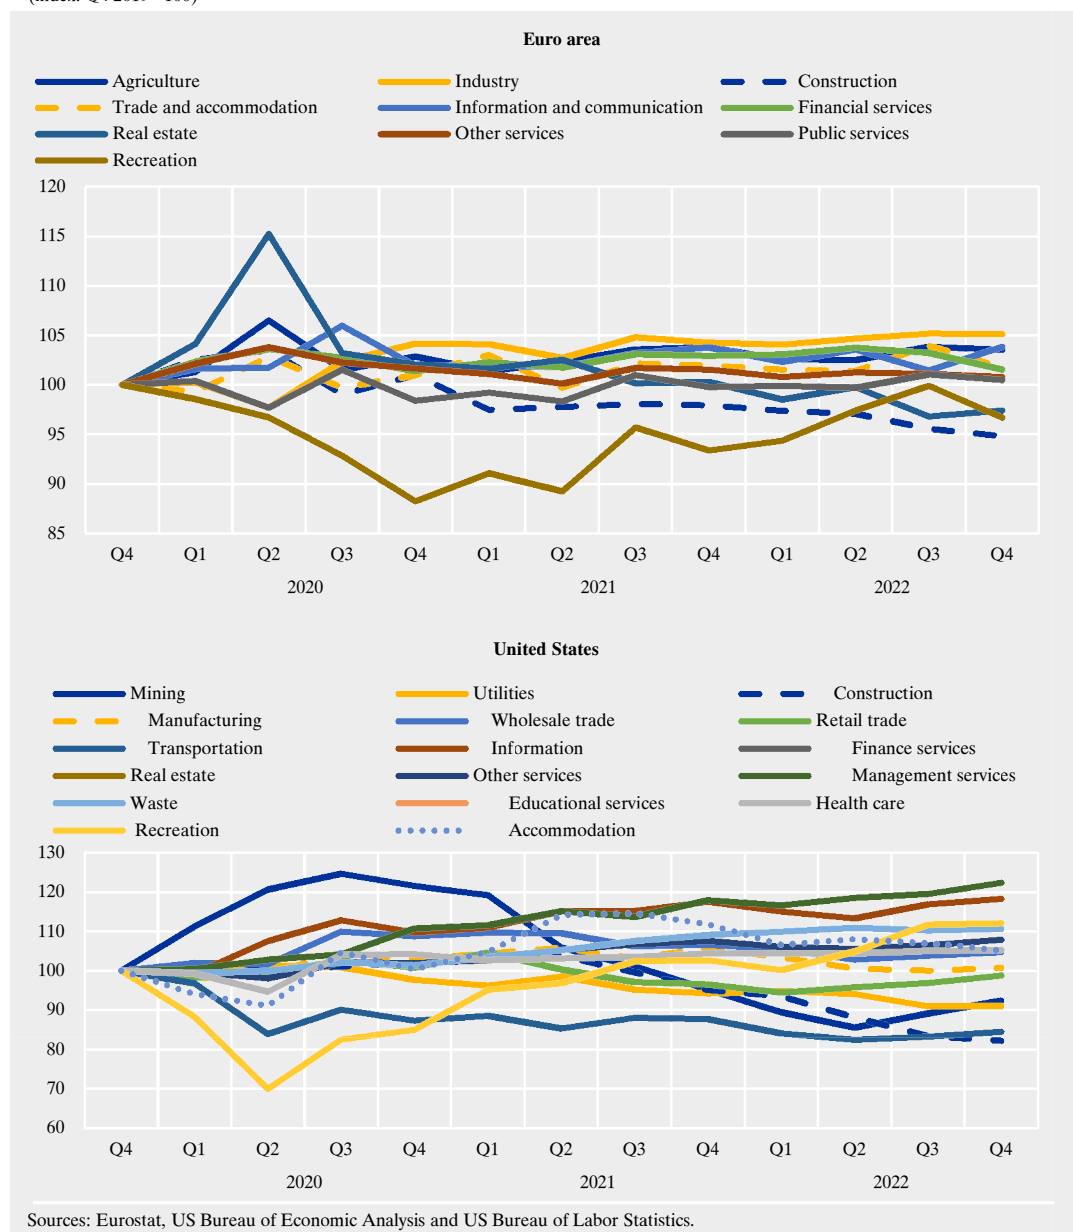 Euro area
Agriculture Industry Construction
Trade and accommodation Information and communication Financial services
Real estate Other services Public services
Recreation
120
115
110
105
100
95
90
85
Q4 Q1 Q2 Q3 Q4 Q1 Q2 Q3 Q4 Q1 Q2 Q3 Q4
2020 2021 2022
United States
Mining Utilities Construction
Manufacturing Wholesale trade Retail trade
Transportation Information Finance services
Real estate Other services Management services
Waste Educational services Health care
Recreation Accommodation
130
120
110
100
90
80
70
60
Q4 Q1 Q2 Q3 Q4 Q1 Q2 Q3 Q4 Q1 Q2 Q3 Q4
2020 2021 2022
Sources: Eurostat, US Bureau of Economic Analysis and US Bureau of Labor Statistics.